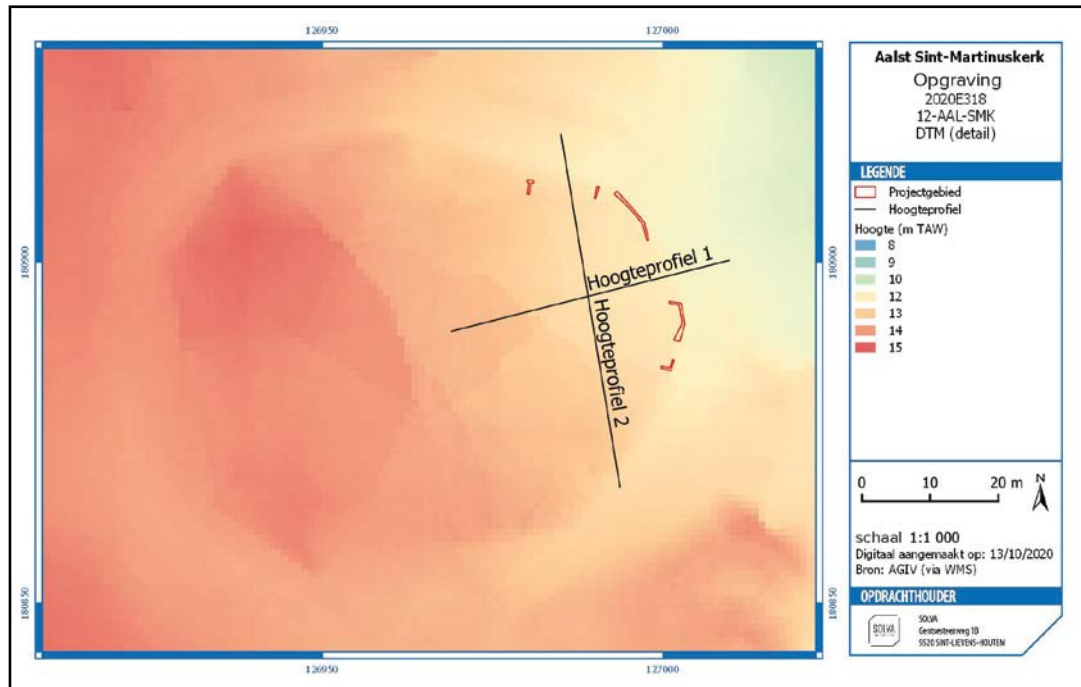 126950
127000
180900
180850
Hoogteprofiel 1
Hoogteprofiel 2
180900
180850
126950
127000
Aalst Sint-Martinuskerk
Opgraving
2020E318
12-AAL-SMK
DTM (detail)
LEGENDE
Projectgebied
Hoogteprofiel
Hoogte (m TAW)
8
9
10
12
13
14
15
0 10 20 m N
schaal 1:1 000
Digitaal aangemaakt op: 13/10/2020
Bron: AGIV (via WMS)
OPDRACHTHOUDER
SOLVA
SOLVA
Gentsesteenweg 1B
9520 SINT-LIEVENS-HOUTEM